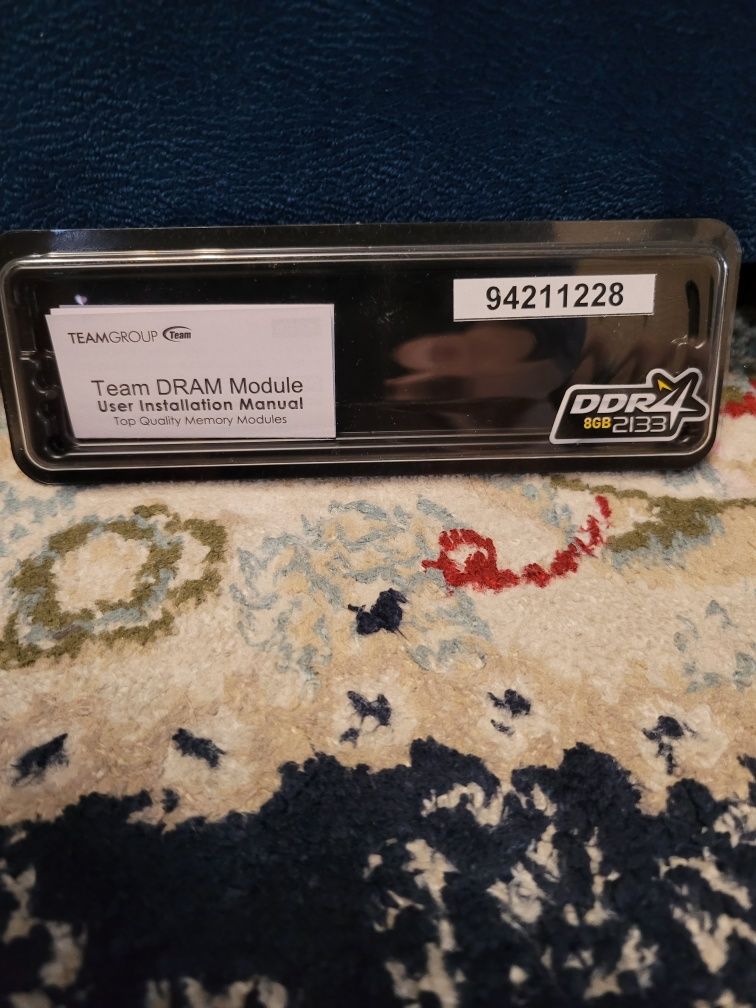 94211228
TEAMGROUP Team
Team DRAM Module
User Installation Manual
Top Quality Memory Modules
DDR4
8GB 2133